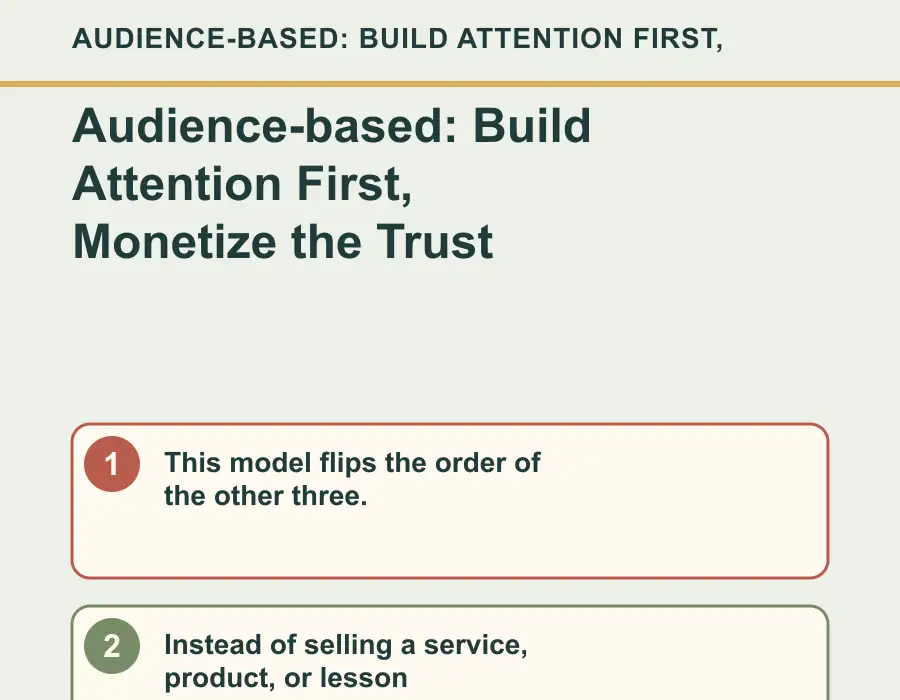 AUDIENCE-BASED: BUILD ATTENTION FIRST,
Audience-based: Build
Attention First,
Monetize the Trust
1
This model flips the order of
the other three.
2
Instead of selling a service,
product, or lesson